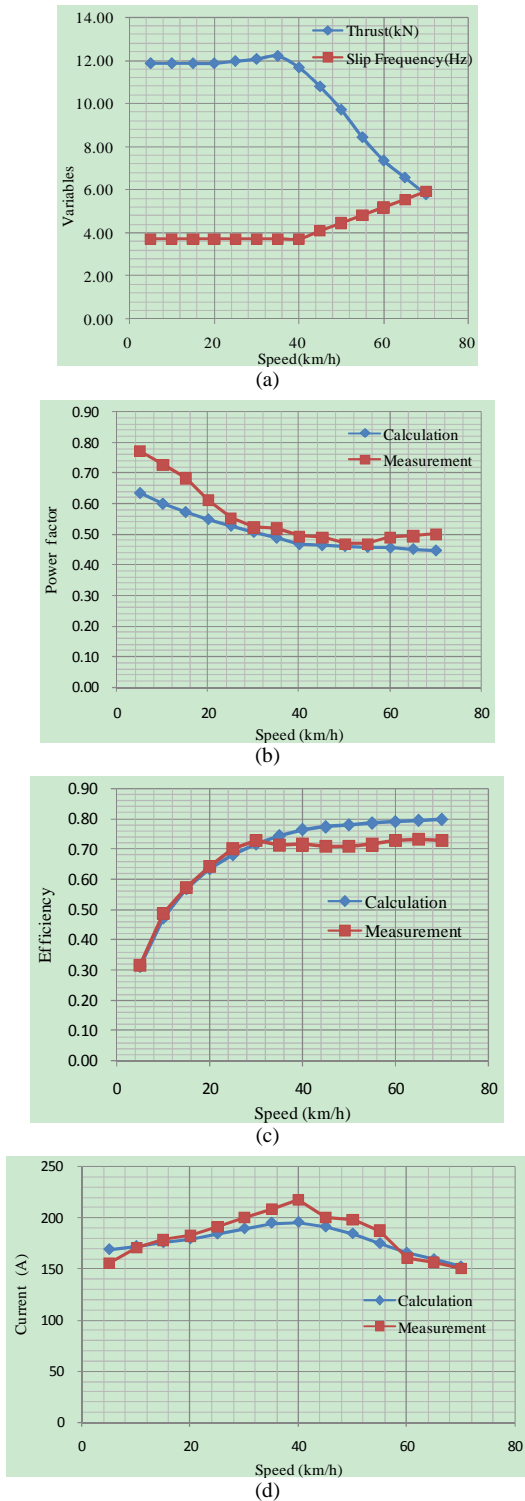 14.00
12.00
10.00
8.00
6.00
4.00
2.00
0.00
Variables
Thrust(kN)
Slip Frequency(Hz)
0 20 40 60 80
Speed(km/h)
(a)
0.90
0.80
0.70
0.60
0.50
0.40
0.30
0.20
0.10
0.00
Power factor
Calculation
Measurement
0 20 40 60 80
Speed (km/h)
(b)
0.90
0.80
0.70
0.60
0.50
0.40
0.30
0.20
0.10
0.00
Efficiency
Calculation
Measurement
0 20 40 60 80
Speed (km/h)
(c)
250
200
150
100
50
0
Current (A)
Calculation
Measurement
0 20 40 60 80
Speed (km/h)
(d)